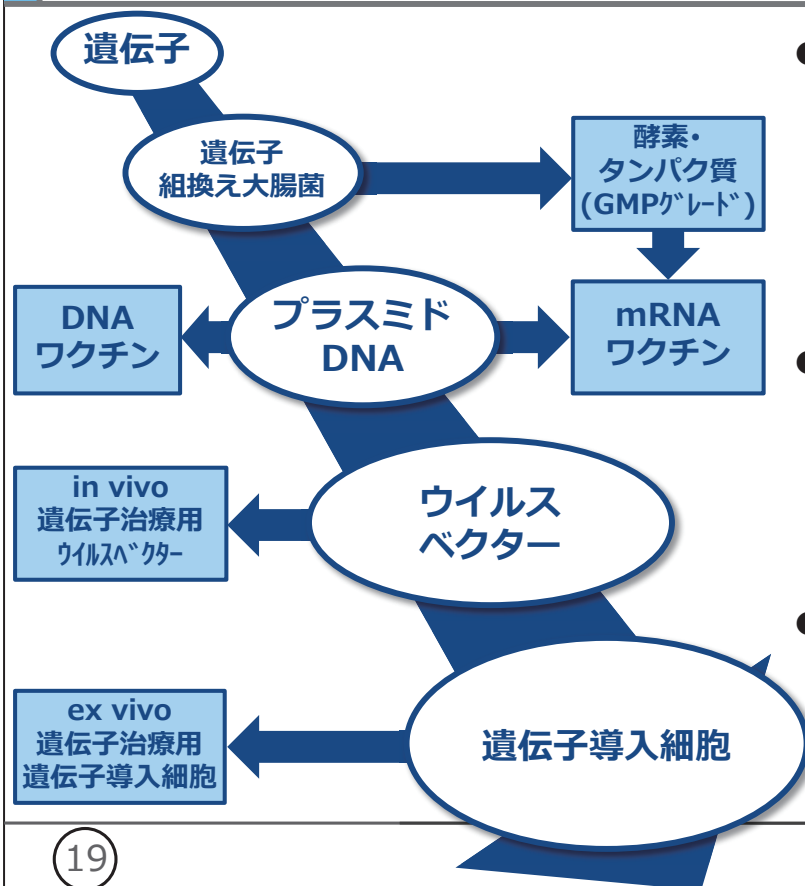 遺伝子
遺伝子
組換え大腸菌
酵素・
タンパク質
(GMPｸﾞﾚｰﾄﾞ)
DNA
ワクチン
プラスミド
DNA
mRNA
ワクチン
in vivo
遺伝子治療用
ｳｲﾙｽﾍﾞｸﾀｰ
ウイルス
ベクター
ex vivo
遺伝子治療用
遺伝子導入細胞
遺伝子導入細胞
19